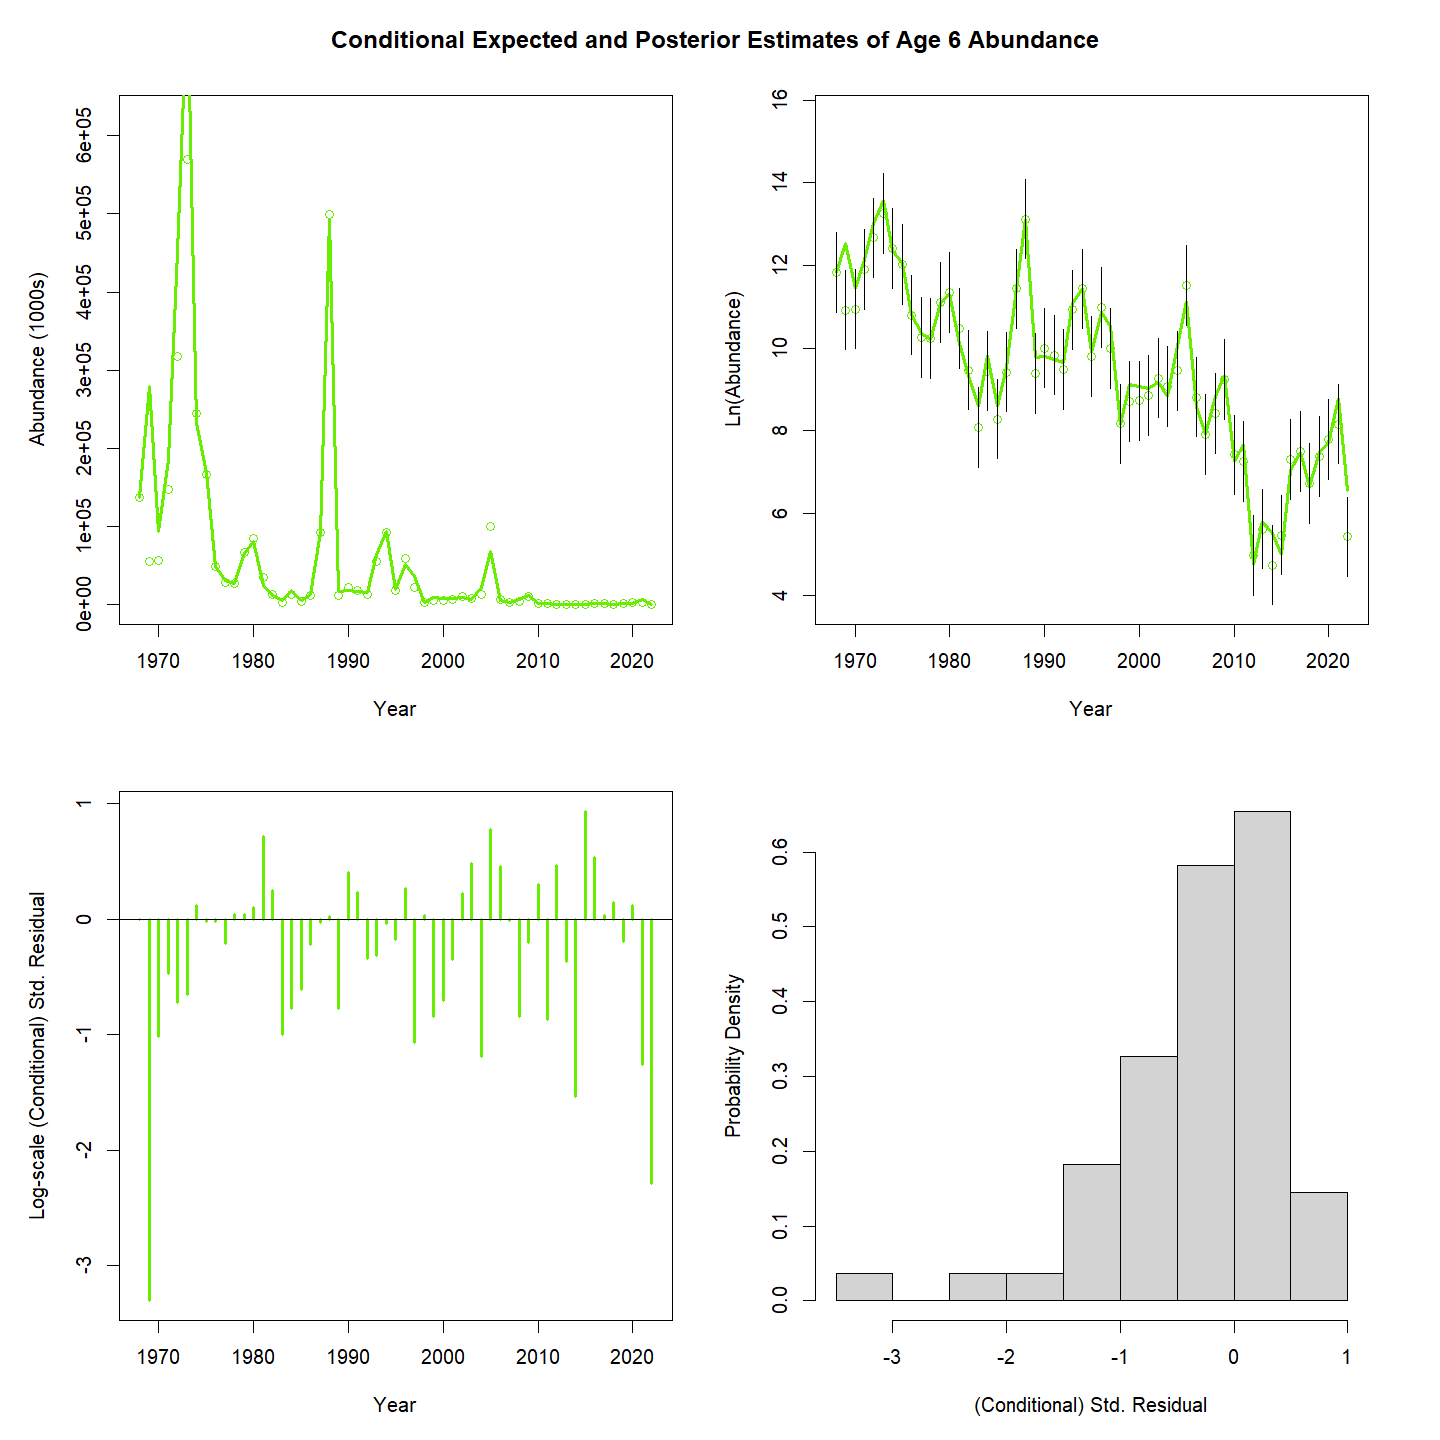 Conditional Expected and Posterior Estimates of Age 6 Abundance
Abundance (1000s)
0e+00 1e+05 2e+05 3e+05 4e+05 5e+05 6e+05
1970 1980 1990 2000 2010 2020
Year
Ln(Abundance)
4 6 8 10 12 14 16
1970 1980 1990 2000 2010 2020
Year
Log-scale (Conditional) Std. Residual
-3 -2 -1 0 1
1970 1980 1990 2000 2010 2020
Year
Probability Density
0.0 0.1 0.2 0.3 0.4 0.5 0.6
-3 -2 -1 0 1
(Conditional) Std. Residual